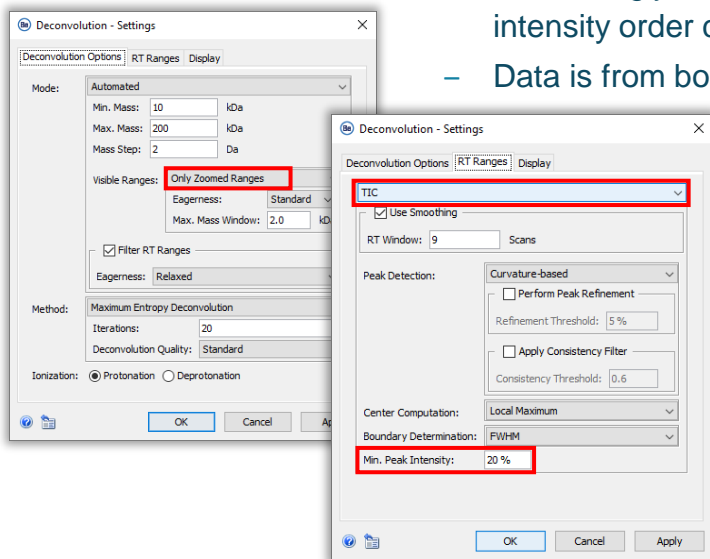 intensity order o
– Data is from bo
Be Deconvolution - Settings
Deconvolution Options RT Ranges Display
Mode: Automated
Min. Mass: 10 kDa
Max. Mass: 200 kDa
Mass Step: 2 Da
Visible Ranges: Only Zoomed Ranges
Eagerness: Standard
Max. Mass Window: 2.0 kD
Filter RT Ranges
Eagerness: Relaxed
Method: Maximum Entropy Deconvolution
Iterations: 20
Deconvolution Quality: Standard
Ionization: Protonation Deprotonation
OK Cancel Ap
Be Deconvolution - Settings
Deconvolution Options RT Ranges Display
TIC
Use Smoothing
RT Window: 9 Scans
Peak Detection: Curvature-based
Perform Peak Refinement
Refinement Threshold: 5 %
Apply Consistency Filter
Consistency Threshold: 0.6
Center Computation: Local Maximum
Boundary Determination: FWHM
Min. Peak Intensity: 20 %
OK Cancel Apply